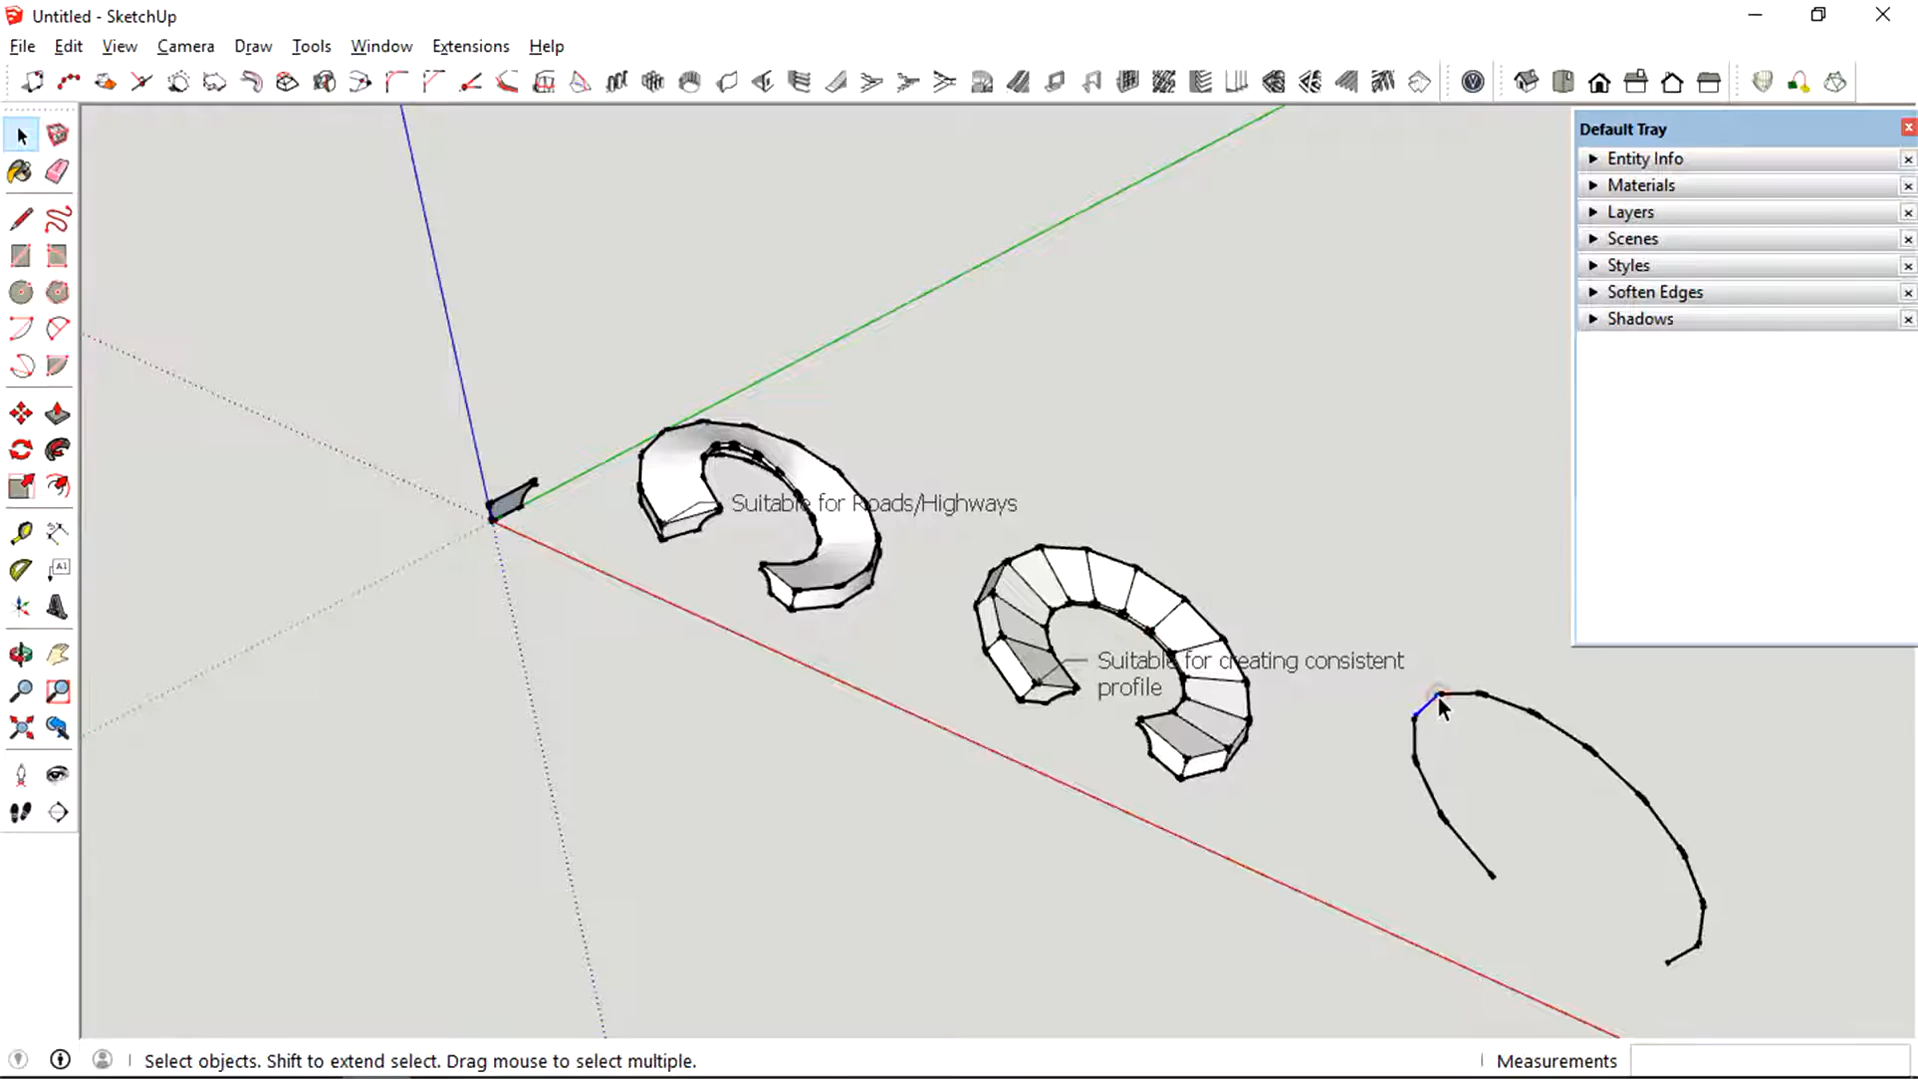 Untitled - SketchUp
File Edit View Camera Draw Tools Window Extensions Help
Default Tray
Entity Info
Materials
Layers
Scenes
Styles
Soften Edges
Shadows
Suitable for Roads/Highways
Suitable for creating consistent
profile
A1
Select objects. Shift to extend select. Drag mouse to select multiple.
Measurements